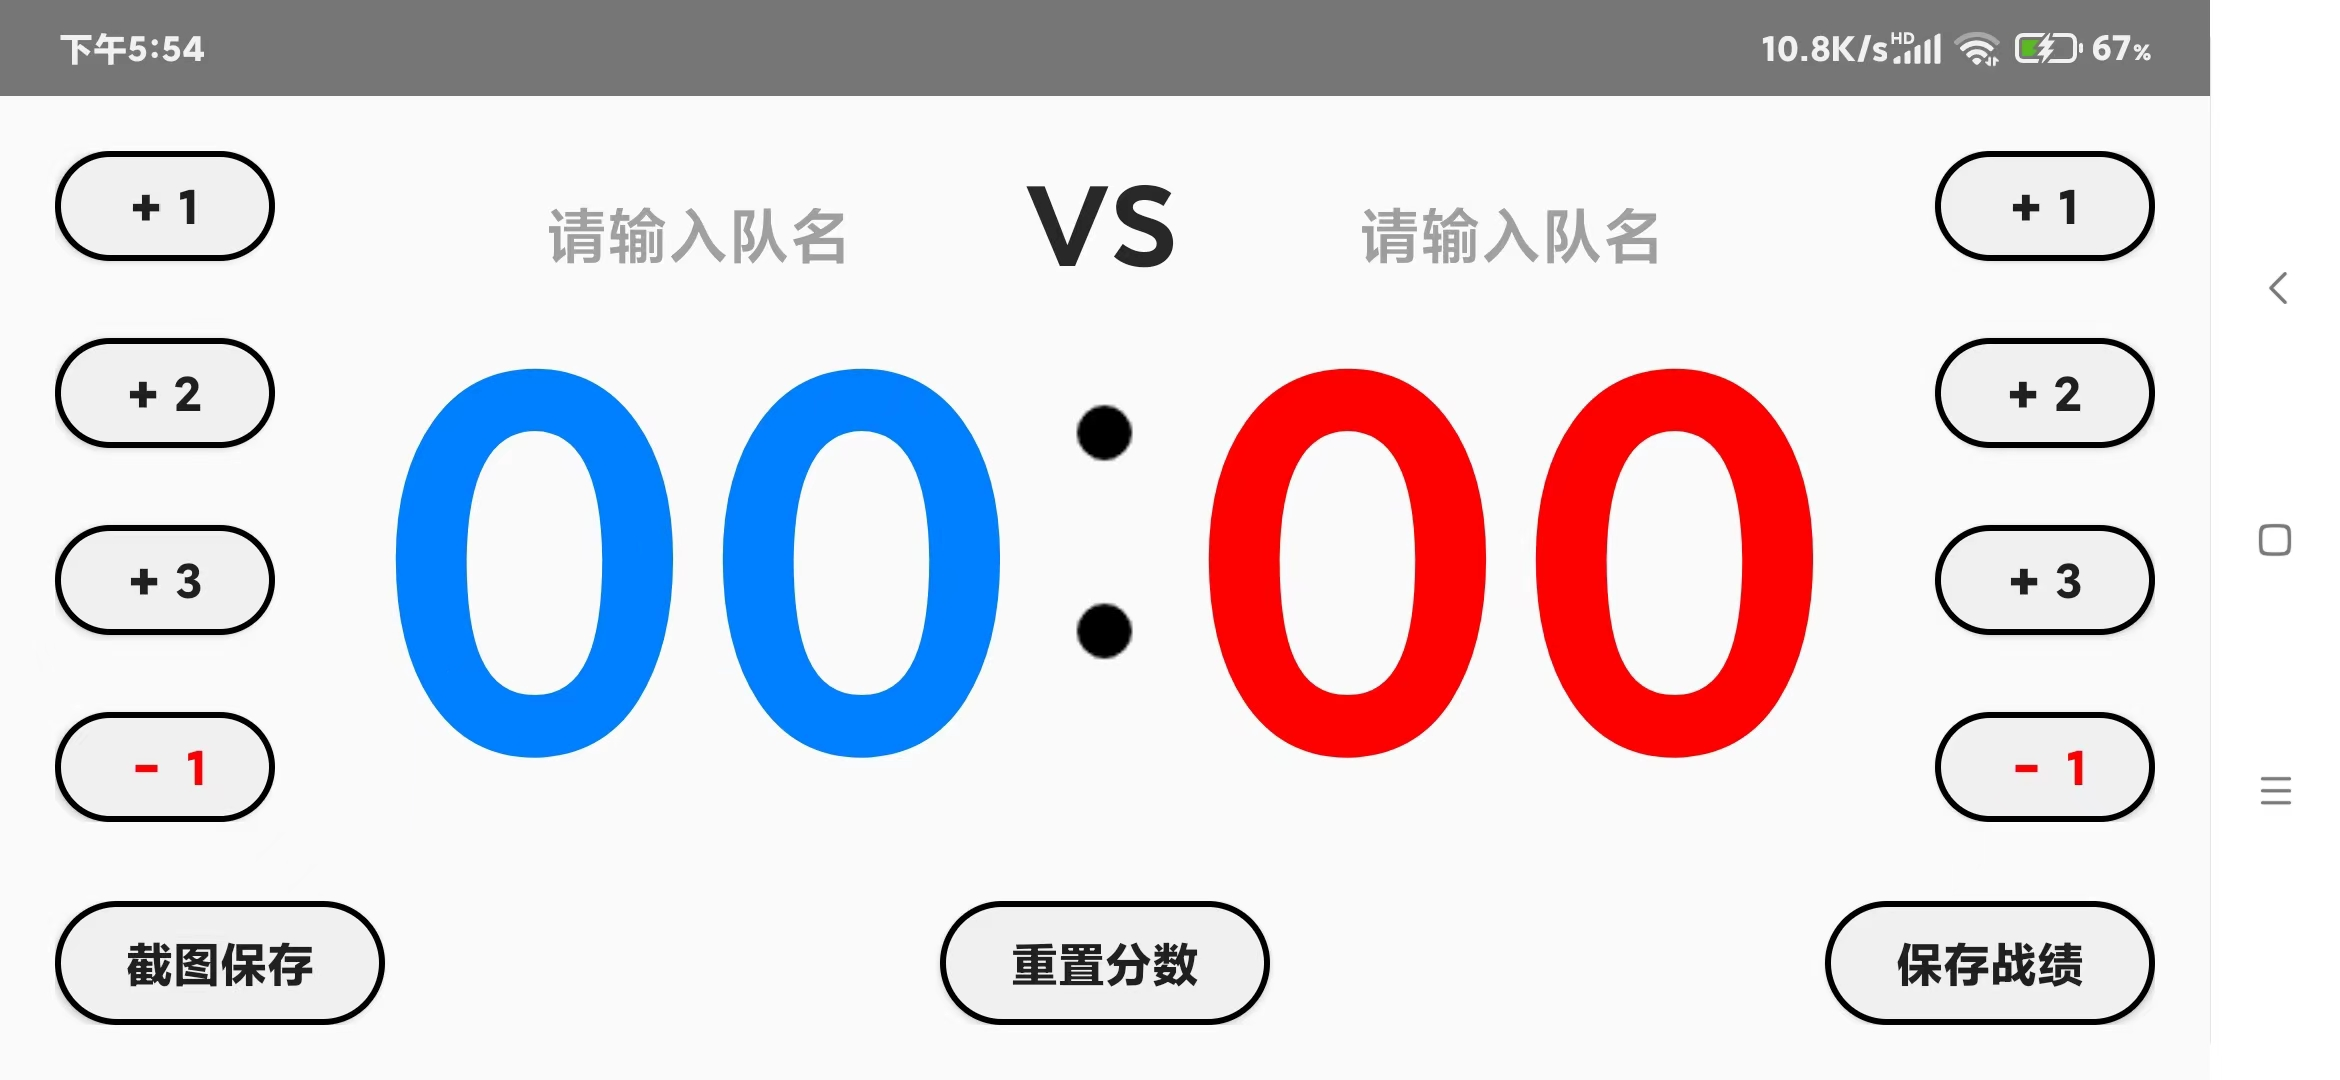 下午5:54
10.8K/s HD 67%
+ 1
请输入队名
VS
请输入队名
+ 1
+ 2
+ 2
00:00
+ 3
+ 3
- 1
- 1
截图保存
重置分数
保存战绩